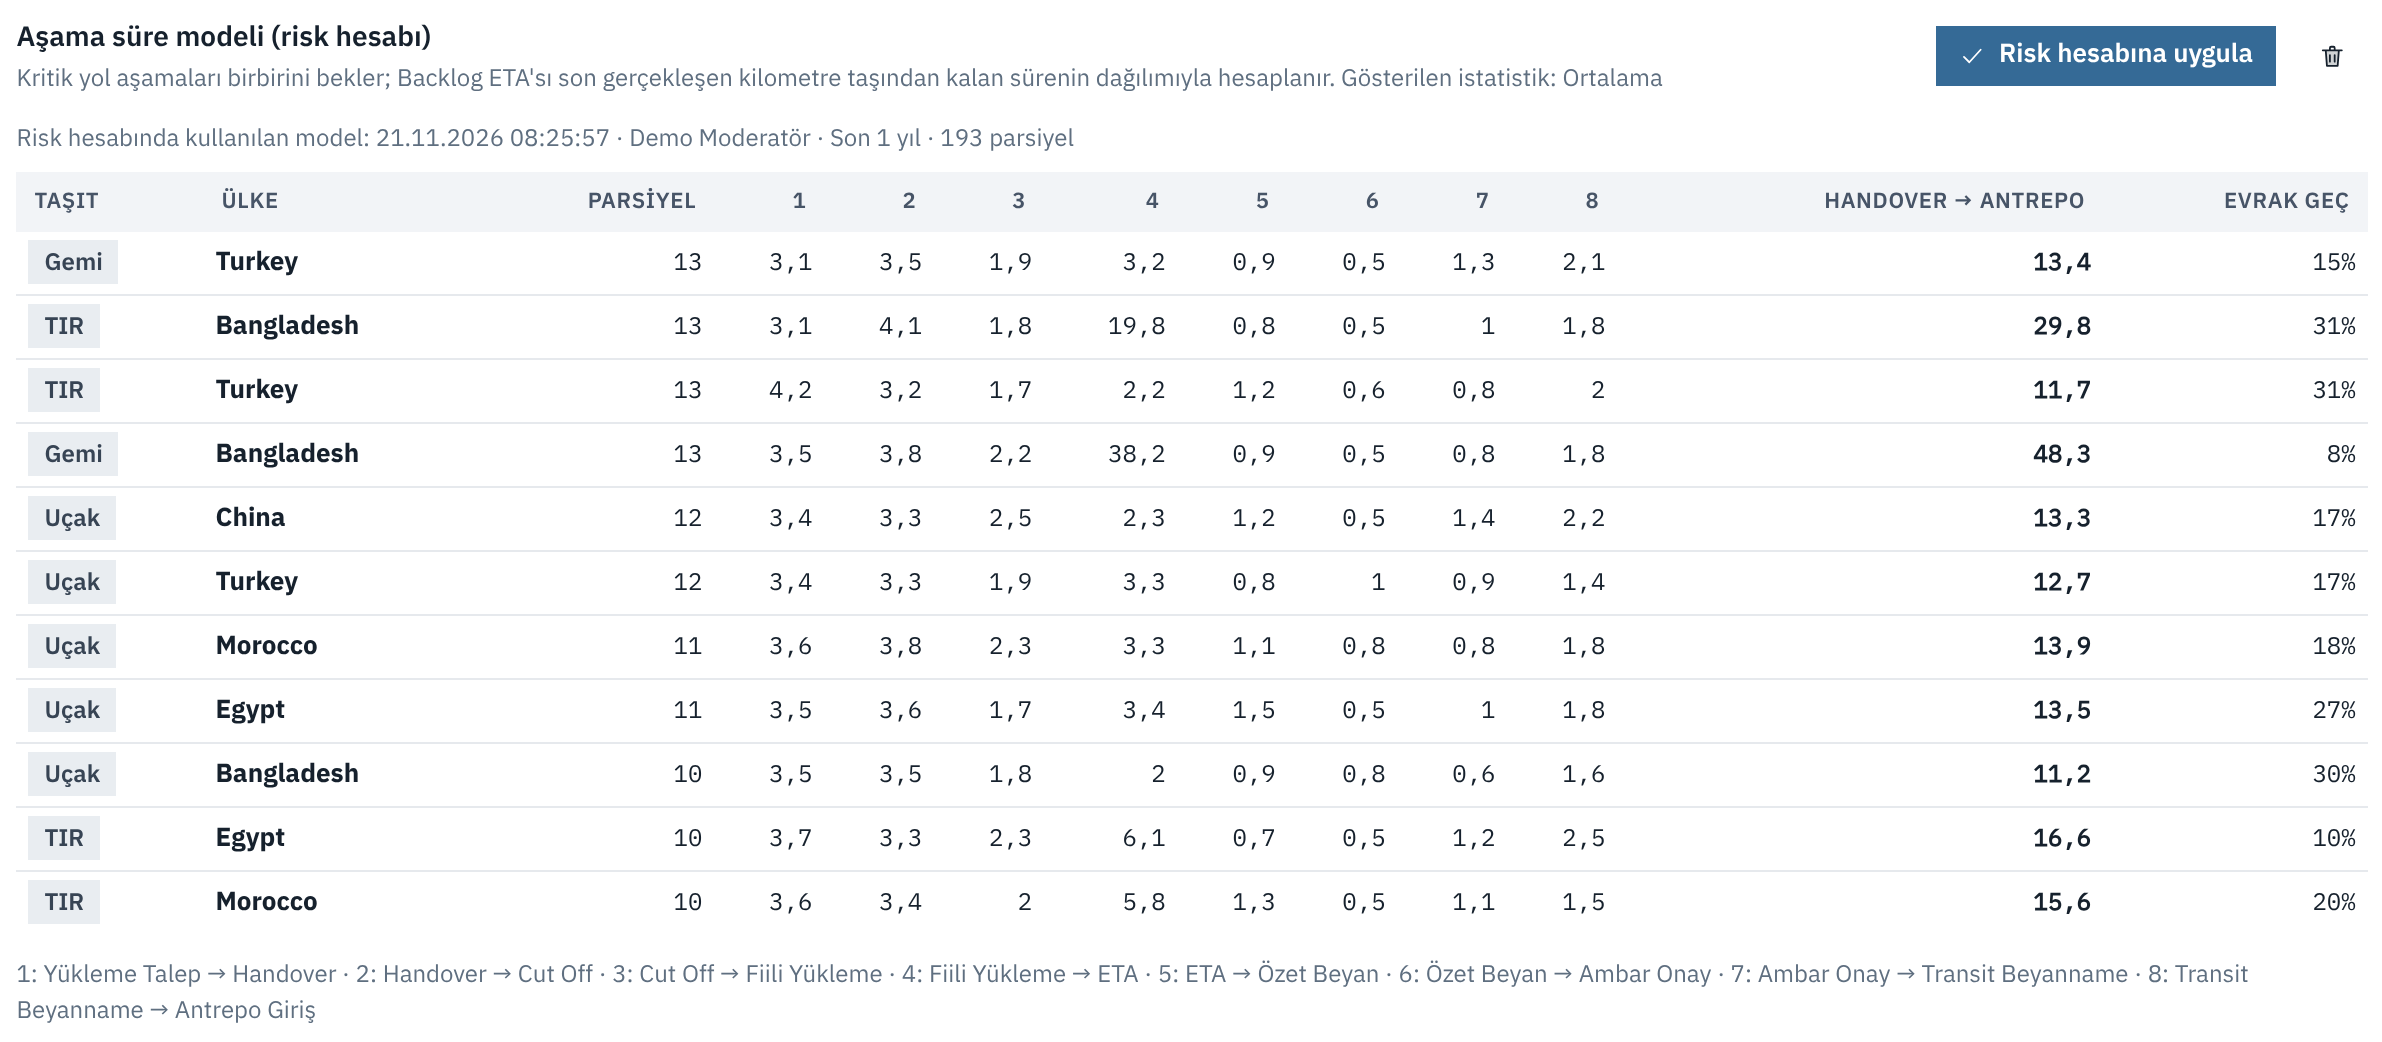 Aşama süre modeli (risk hesabı)
Kritik yol aşamaları birbirini bekler; Backlog ETA'sı son gerçekleşen kilometre taşından kalan sürenin dağılımıyla hesaplanır. Gösterilen istatistik: Ortalama
Risk hesabına uygula
Risk hesabında kullanılan model: 21.11.2026 08:25:57 · Demo Moderatör · Son 1 yıl · 193 parsiyel
TAŞIT ÜLKE PARSİYEL 1 2 3 4 5 6 7 8 HANDOVER → ANTREPO EVRAK GEÇ
Gemi Turkey 13 3,1 3,5 1,9 3,2 0,9 0,5 1,3 2,1 13,4 15%
TIR Bangladesh 13 3,1 4,1 1,8 19,8 0,8 0,5 1 1,8 29,8 31%
TIR Turkey 13 4,2 3,2 1,7 2,2 1,2 0,6 0,8 2 11,7 31%
Gemi Bangladesh 13 3,5 3,8 2,2 38,2 0,9 0,5 0,8 1,8 48,3 8%
Uçak China 12 3,4 3,3 2,5 2,3 1,2 0,5 1,4 2,2 13,3 17%
Uçak Turkey 12 3,4 3,3 1,9 3,3 0,8 1 0,9 1,4 12,7 17%
Uçak Morocco 11 3,6 3,8 2,3 3,3 1,1 0,8 0,8 1,8 13,9 18%
Uçak Egypt 11 3,5 3,6 1,7 3,4 1,5 0,5 1 1,8 13,5 27%
Uçak Bangladesh 10 3,5 3,5 1,8 2 0,9 0,8 0,6 1,6 11,2 30%
TIR Egypt 10 3,7 3,3 2,3 6,1 0,7 0,5 1,2 2,5 16,6 10%
TIR Morocco 10 3,6 3,4 2 5,8 1,3 0,5 1,1 1,5 15,6 20%
1: Yükleme Talep → Handover · 2: Handover → Cut Off · 3: Cut Off → Fiili Yükleme · 4: Fiili Yükleme → ETA · 5: ETA → Özet Beyan · 6: Özet Beyan → Ambar Onay · 7: Ambar Onay → Transit Beyanname · 8: Transit
Beyanname → Antrepo Giriş